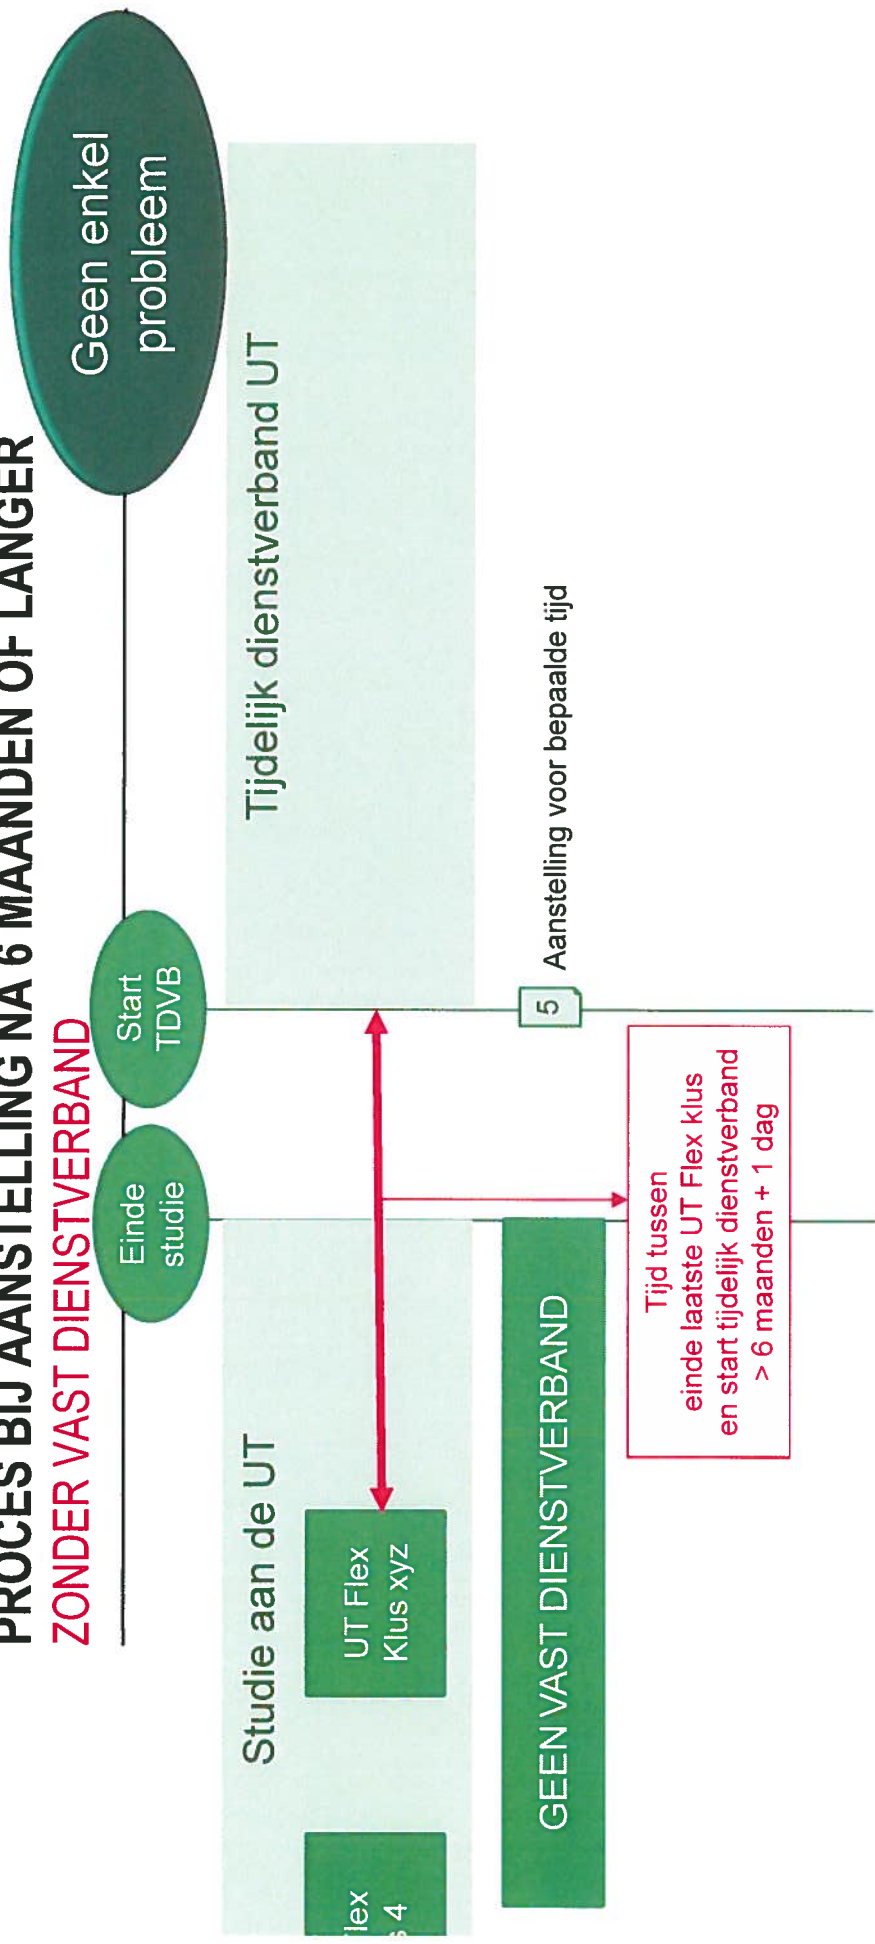 PROCES BIJ AANSTELLING NA 6 MAANDEN OF LANGER
ZONDER VAST DIENSTVERBAND
Einde
studie
Start
TDVB
Geen enkel
probleem
Studie aan de UT
Tijdelijk dienstverband UT
lex
4
UT Flex
Klus xyz
GEEN VAST DIENSTVERBAND
5
Aanstelling voor bepaalde tijd
Tijd tussen
einde laatste UT Flex klus
en start tijdelijk dienstverband
> 6 maanden + 1 dag